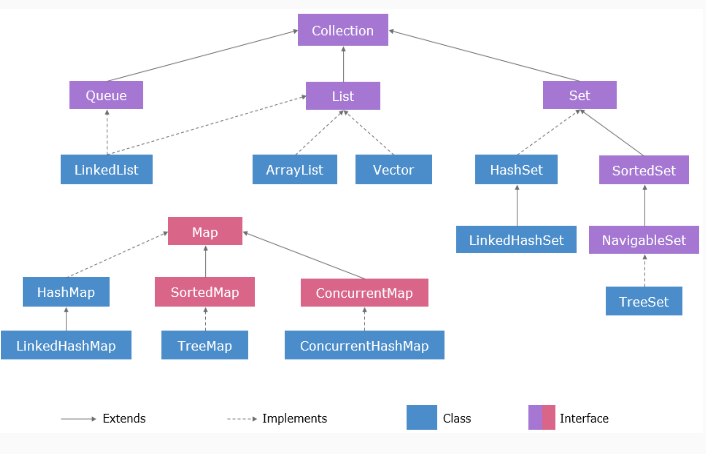 Collection
Queue
List
Set
LinkedList
ArrayList
Vector
HashSet
SortedSet
Map
LinkedHashSet
NavigableSet
HashMap
SortedMap
ConcurrentMap
TreeSet
LinkedHashMap
TreeMap
ConcurrentHashMap
Extends
Implements
Class
Interface